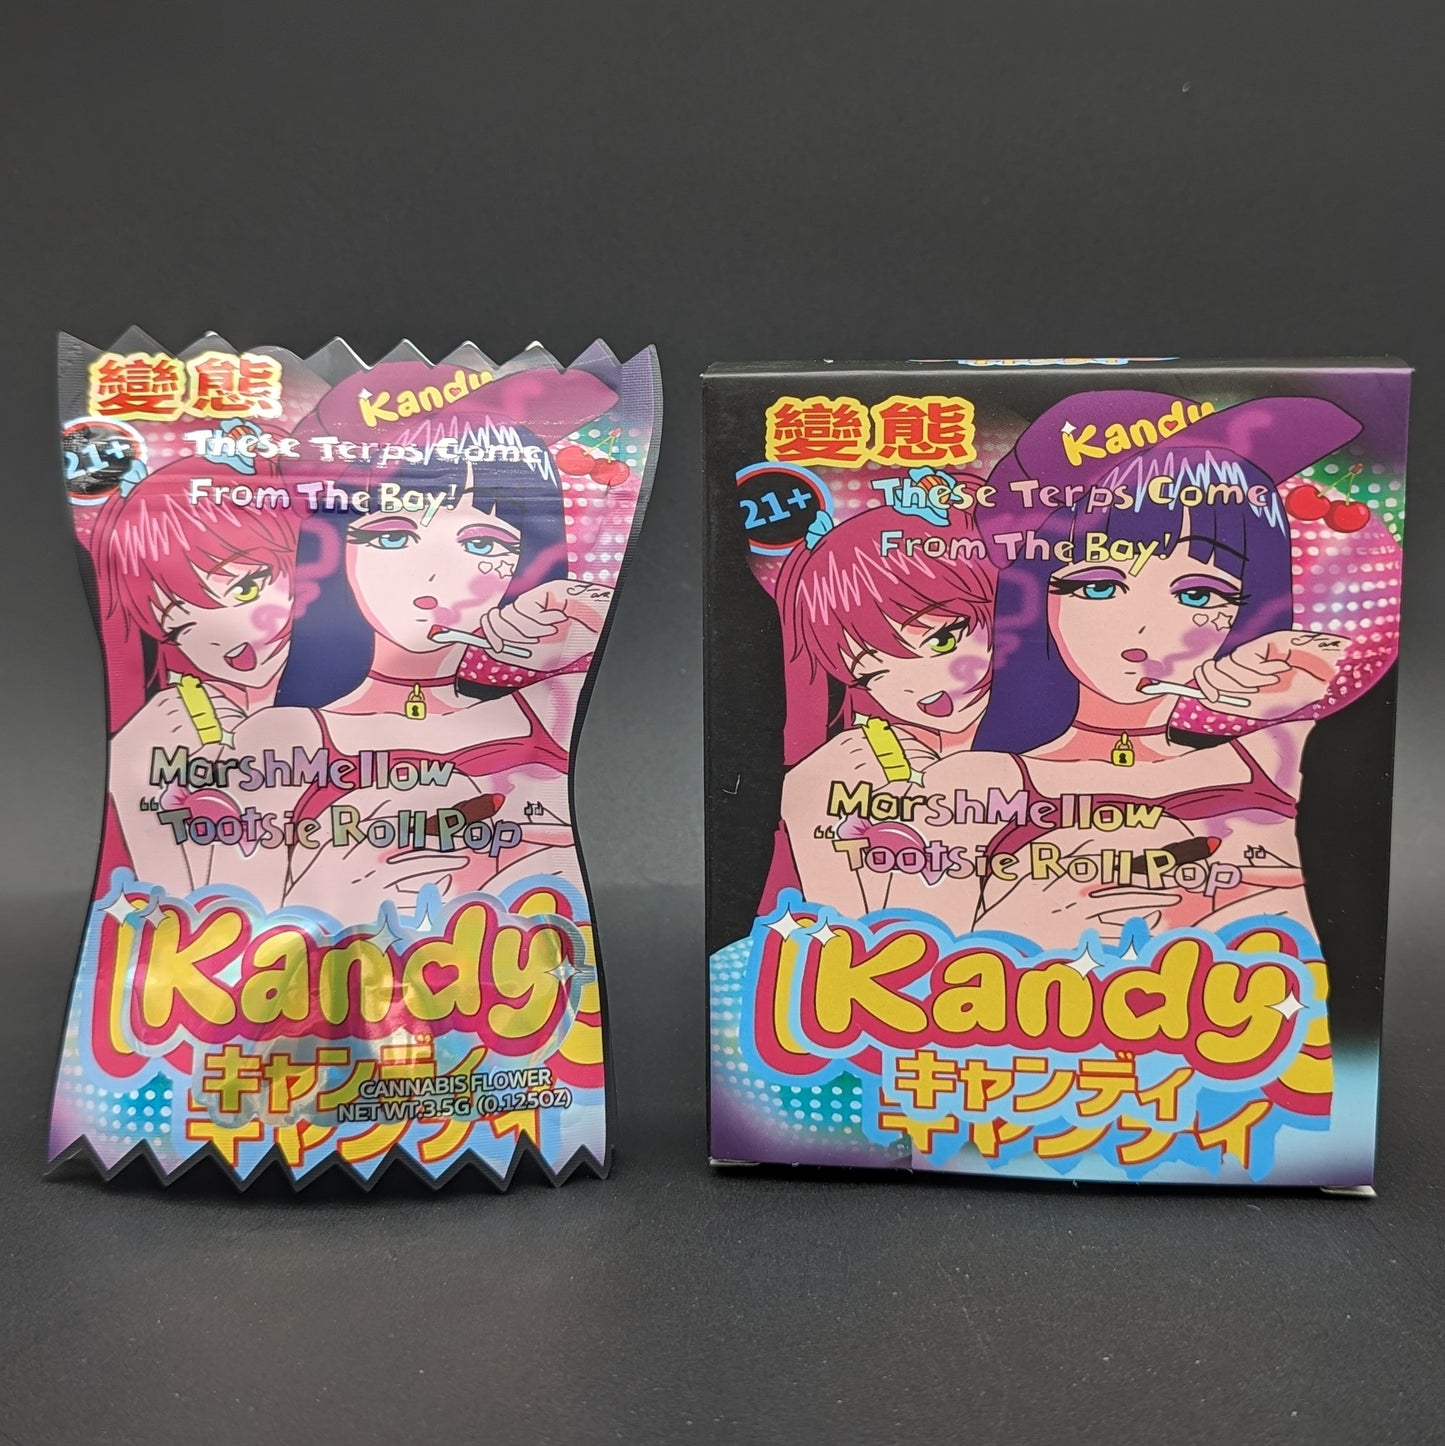 變態
Kandy
21+
These Terps Come
From The Bay!
MarshMellow
"Tootsie Roll Pop"
Kandy
キャンディ
CANNABIS FLOWER
NET WT.3.5G (0.125OZ)
キャンディ
變態
Kandy
21+
These Terps Come
From The Bay!
MarshMellow
"Tootsie Roll Pop"
Kandy
キャンディ
キャンディ